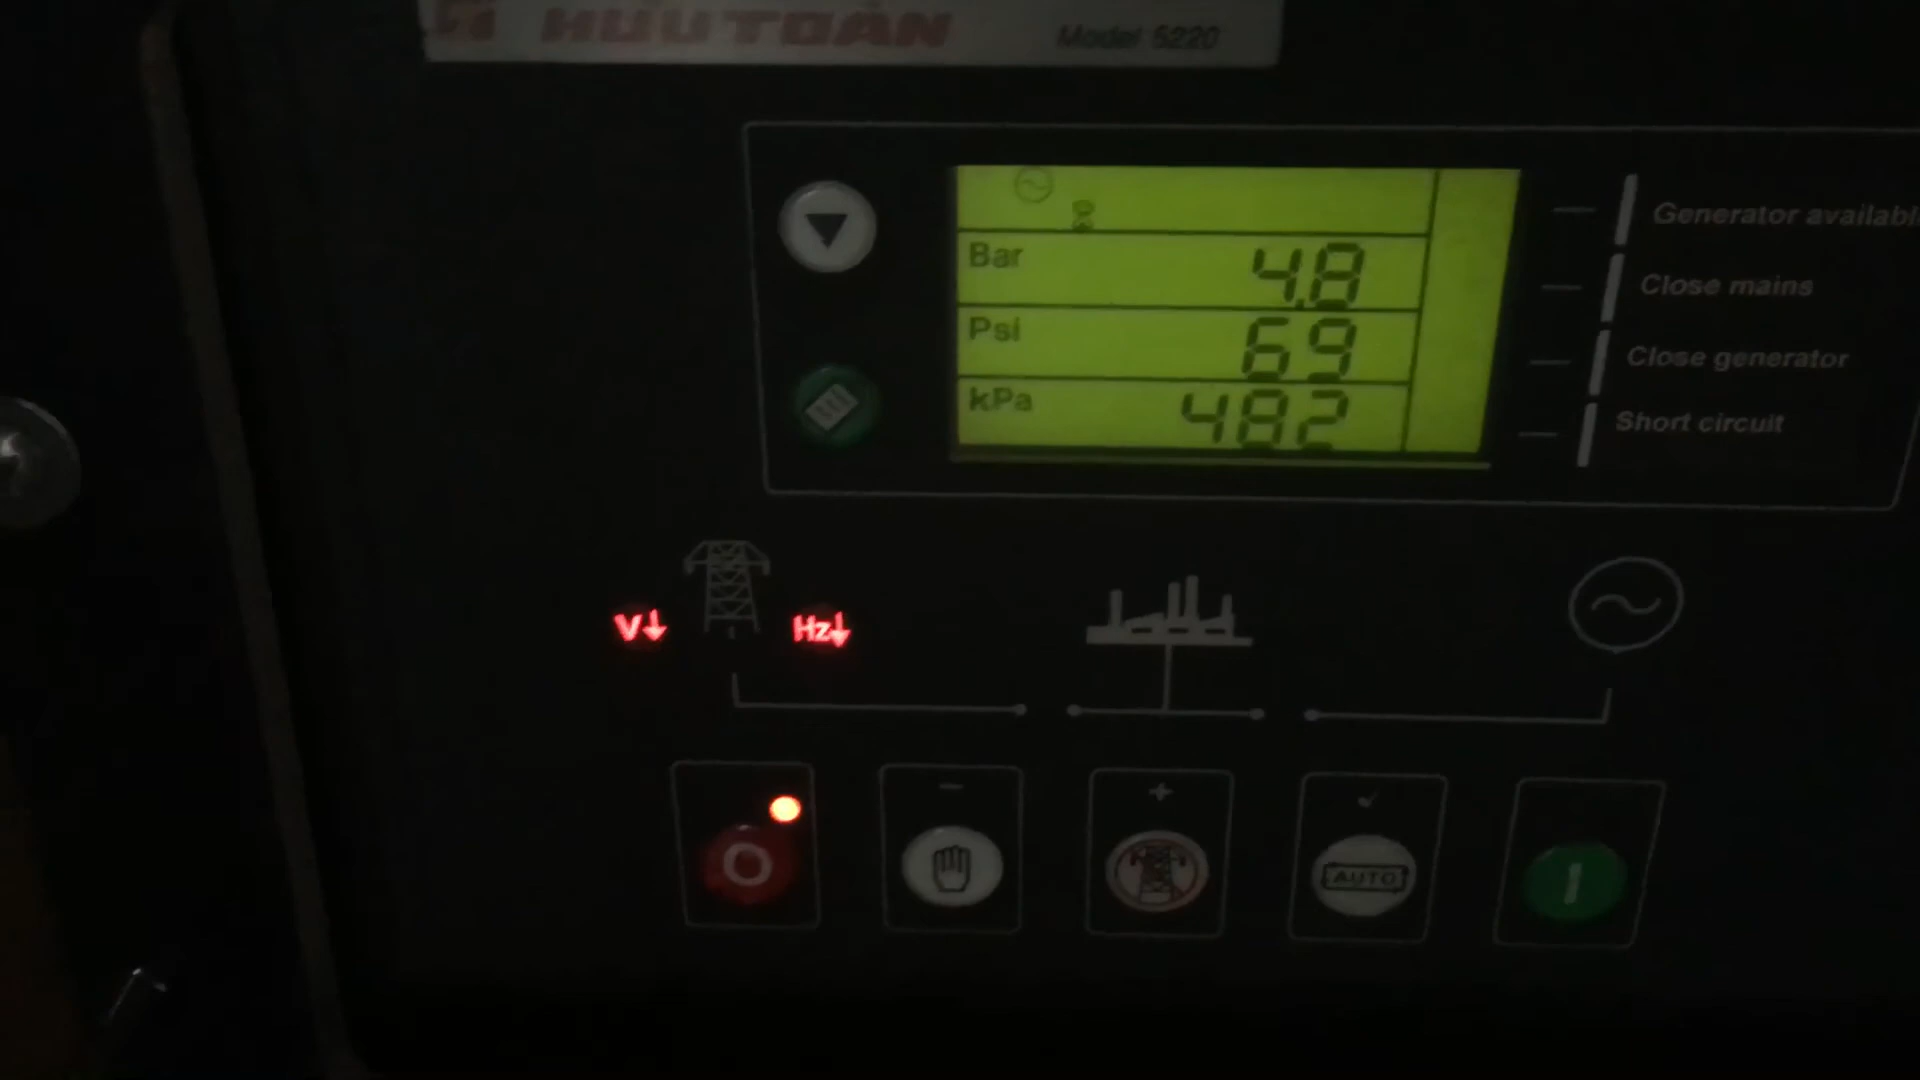 HUUTOAN Model 5220
Bar 4.8
Psi 69
kPa 482
Generator availabl
Close mains
Close generator
Short circuit
V↓ Hz↓
- + ✓
O AUTO I